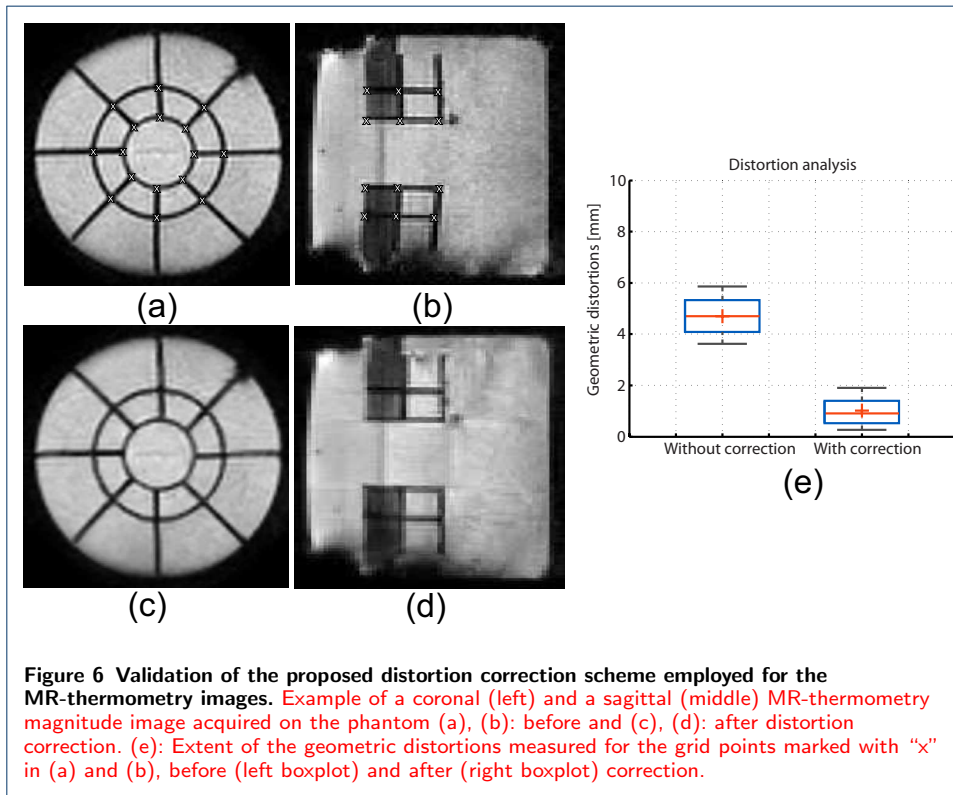 (a)
(b)
(c)
(d)
Distortion analysis
Geometric distortions [mm]
10
8
6
4
2
0
Without correction
With correction
(e)
Figure 6 Validation of the proposed distortion correction scheme employed for the
MR-thermometry images. Example of a coronal (left) and a sagittal (middle) MR-thermometry
magnitude image acquired on the phantom (a), (b): before and (c), (d): after distortion
correction. (e): Extent of the geometric distortions measured for the grid points marked with “x”
in (a) and (b), before (left boxplot) and after (right boxplot) correction.